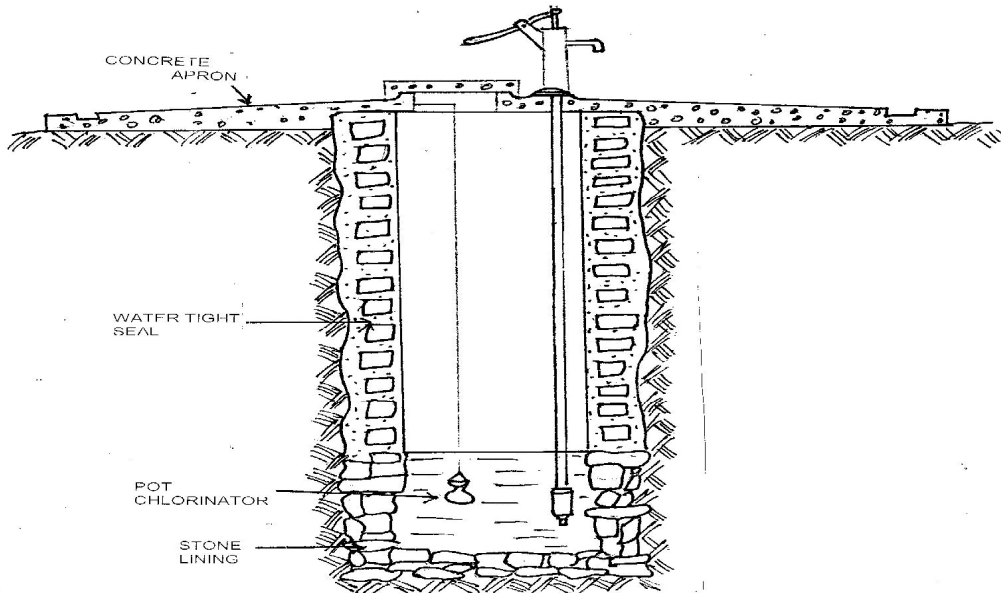 CONCRETE
APRON
WATER TIGHT
SEAL
POT
CHLORINATOR
STONE
LINING